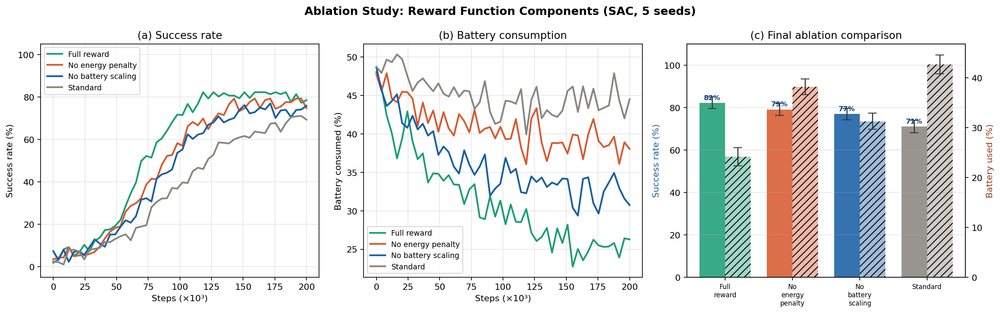 Ablation Study: Reward Function Components (SAC, 5 seeds)
(a) Success rate
Success rate (%)
100
80
60
40
20
0
Full reward
No energy penalty
No battery scaling
Standard
0 25 50 75 100 125 150 175 200
Steps (×10³)
(b) Battery consumption
Battery consumed (%)
50
45
40
35
30
25
Full reward
No energy penalty
No battery scaling
Standard
0 25 50 75 100 125 150 175 200
Steps (×10³)
(c) Final ablation comparison
Success rate (%)
100
80
60
40
20
0
82%
79%
77%
71%
40
30
20
10
0
Battery used (%)
Full
reward
No
energy
penalty
No
battery
scaling
Standard